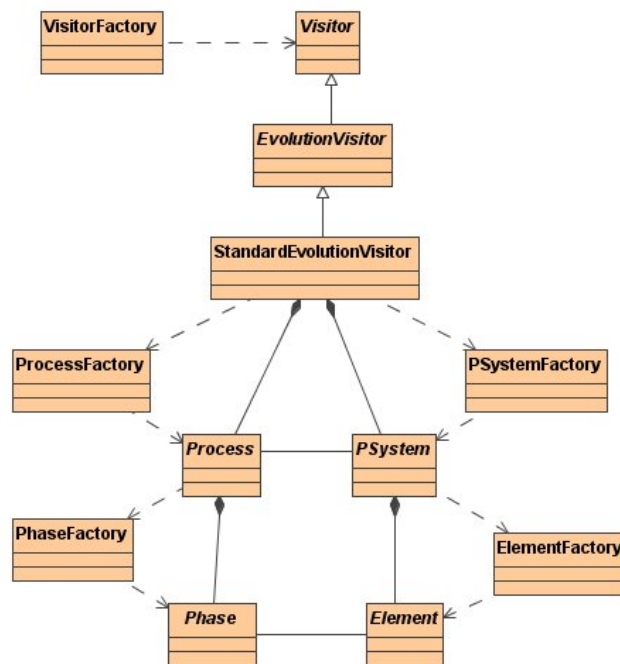 VisitorFactory
Visitor
EvolutionVisitor
StandardEvolutionVisitor
ProcessFactory
PSystemFactory
Process
PSystem
PhaseFactory
ElementFactory
Phase
Element